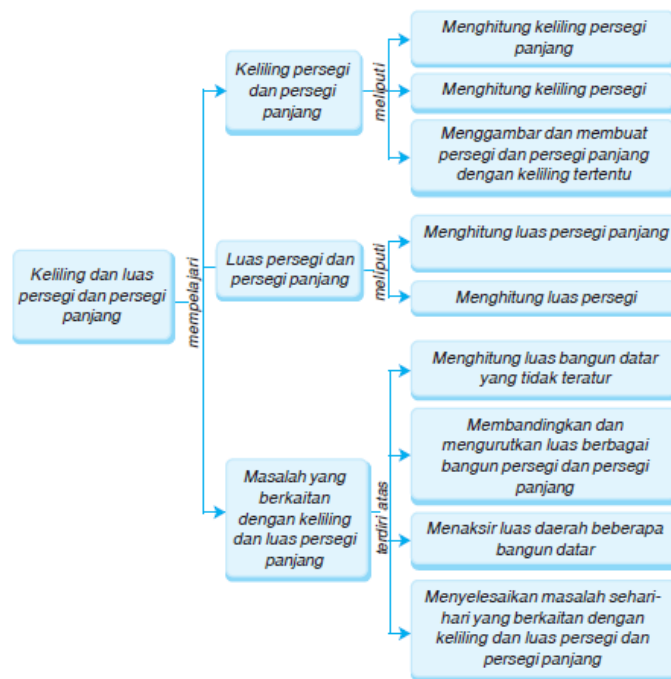 Keliling dan luas
persegi dan persegi
panjang
mempelajari
Keliling persegi
dan persegi
panjang
meliputi
Menghitung keliling persegi
panjang
Menghitung keliling persegi
Menggambar dan membuat
persegi dan persegi panjang
dengan keliling tertentu
Luas persegi dan
persegi panjang
meliputi
Menghitung luas persegi panjang
Menghitung luas persegi
Masalah yang
berkaitan
dengan keliling
dan luas persegi
panjang
terdiri atas
Menghitung luas bangun datar
yang tidak teratur
Membandingkan dan
mengurutkan luas berbagai
bangun persegi dan persegi
panjang
Menaksir luas daerah beberapa
bangun datar
Menyelesaikan masalah sehari-
hari yang berkaitan dengan
keliling dan luas persegi dan
persegi panjang